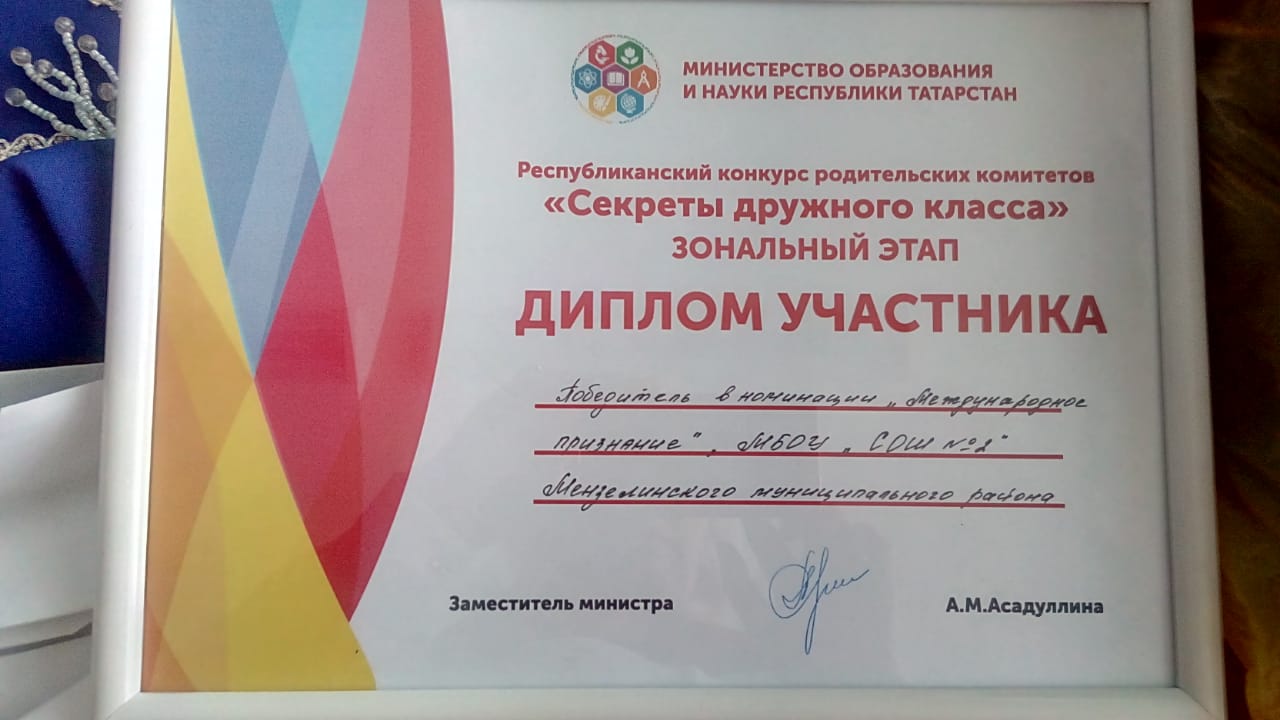 МИНИСТЕРСТВО ОБРАЗОВАНИЯ
И НАУКИ РЕСПУБЛИКИ ТАТАРСТАН
Республиканский конкурс родительских комитетов
«Секреты дружного класса»
ЗОНАЛЬНЫЙ ЭТАП
ДИПЛОМ УЧАСТНИКА
Победитель в номинации „Международное
признание", МБОУ „СОШ №2"
Мензелинского муниципального района
Заместитель министра А.М.Асадуллина